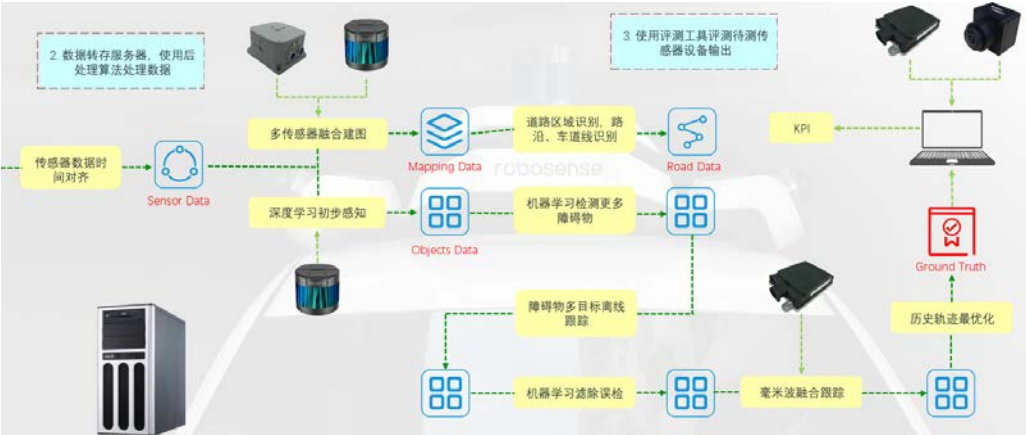 2. 数据转存服务器，使用后
处理算法处理数据
3. 使用评测工具评测待测传
感器设备输出
多传感器融合建图
Mapping Data
道路区域识别，路
沿、车道线识别
Road Data
KPI
传感器数据时
间对齐
Sensor Data
robosense
深度学习初步感知
Objects Data
机器学习检测更多
障碍物
Ground Truth
障碍物多目标离线
跟踪
历史轨迹最优化
机器学习滤除误检
毫米波融合跟踪